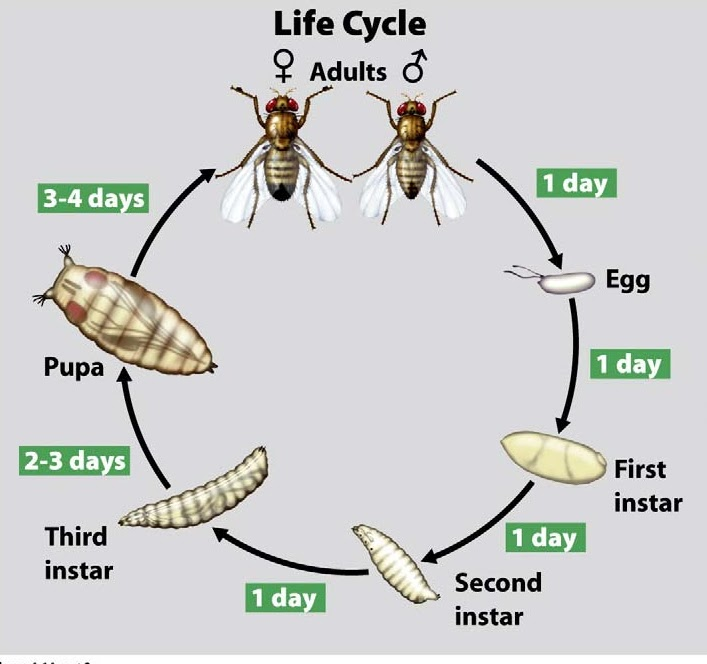 Life Cycle
♀ Adults ♂
1 day
Egg
1 day
First
instar
1 day
Second
instar
1 day
Third
instar
2-3 days
Pupa
3-4 days